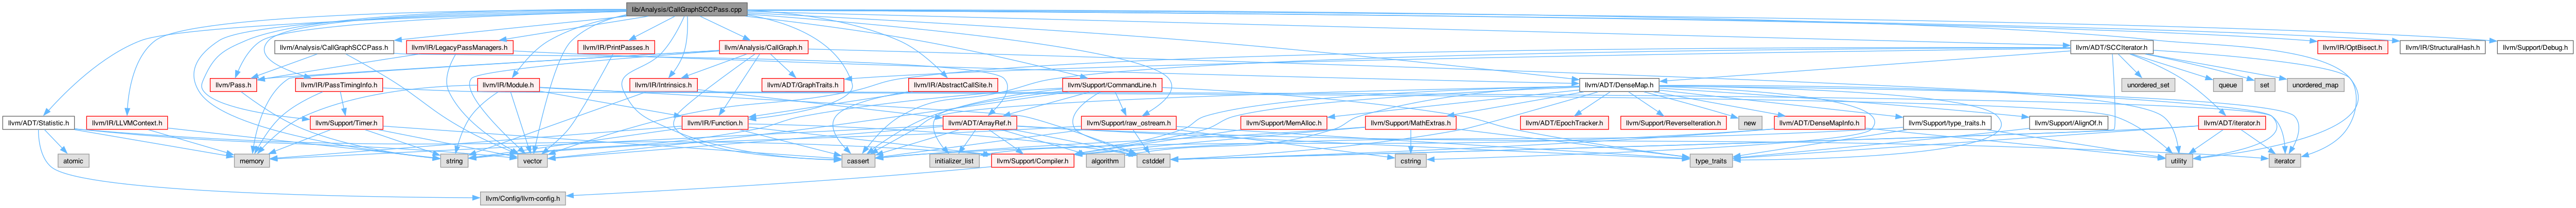 lib/Analysis/CallGraphSCCPass.cpp
llvm/Analysis/CallGraphSCCPass.h
llvm/IR/LegacyPassManagers.h
llvm/IR/PrintPasses.h
llvm/Analysis/CallGraph.h
llvm/ADT/SCCIterator.h
llvm/IR/OptBisect.h
llvm/IR/StructuralHash.h
llvm/Support/Debug.h
llvm/Pass.h
llvm/IR/PassTimingInfo.h
llvm/IR/Module.h
llvm/IR/Intrinsics.h
llvm/ADT/GraphTraits.h
llvm/IR/AbstractCallSite.h
llvm/Support/CommandLine.h
llvm/ADT/DenseMap.h
unordered_set
queue
set
unordered_map
llvm/ADT/Statistic.h
llvm/IR/LLVMContext.h
llvm/Support/Timer.h
llvm/IR/Function.h
llvm/ADT/ArrayRef.h
llvm/Support/raw_ostream.h
llvm/Support/MemAlloc.h
llvm/Support/MathExtras.h
llvm/ADT/EpochTracker.h
llvm/Support/ReverseIteration.h
new
llvm/ADT/DenseMapInfo.h
llvm/Support/type_traits.h
llvm/Support/AlignOf.h
llvm/ADT/iterator.h
atomic
memory
string
vector
cassert
initializer_list
llvm/Support/Compiler.h
algorithm
cstddef
cstring
type_traits
utility
iterator
llvm/Config/llvm-config.h